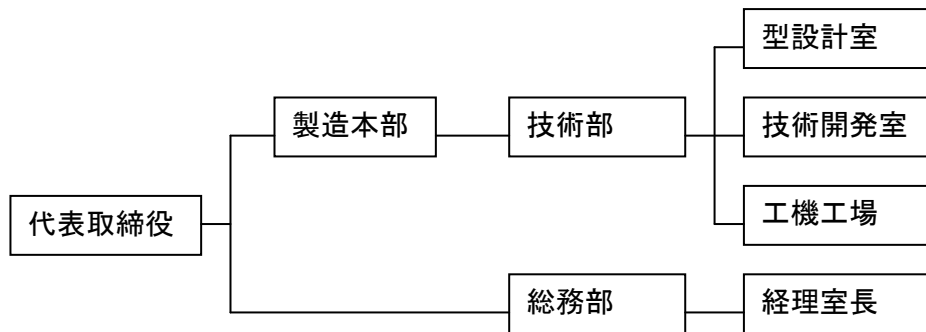 型設計室
製造本部
技術部
技術開発室
代表取締役
工機工場
総務部
経理室長